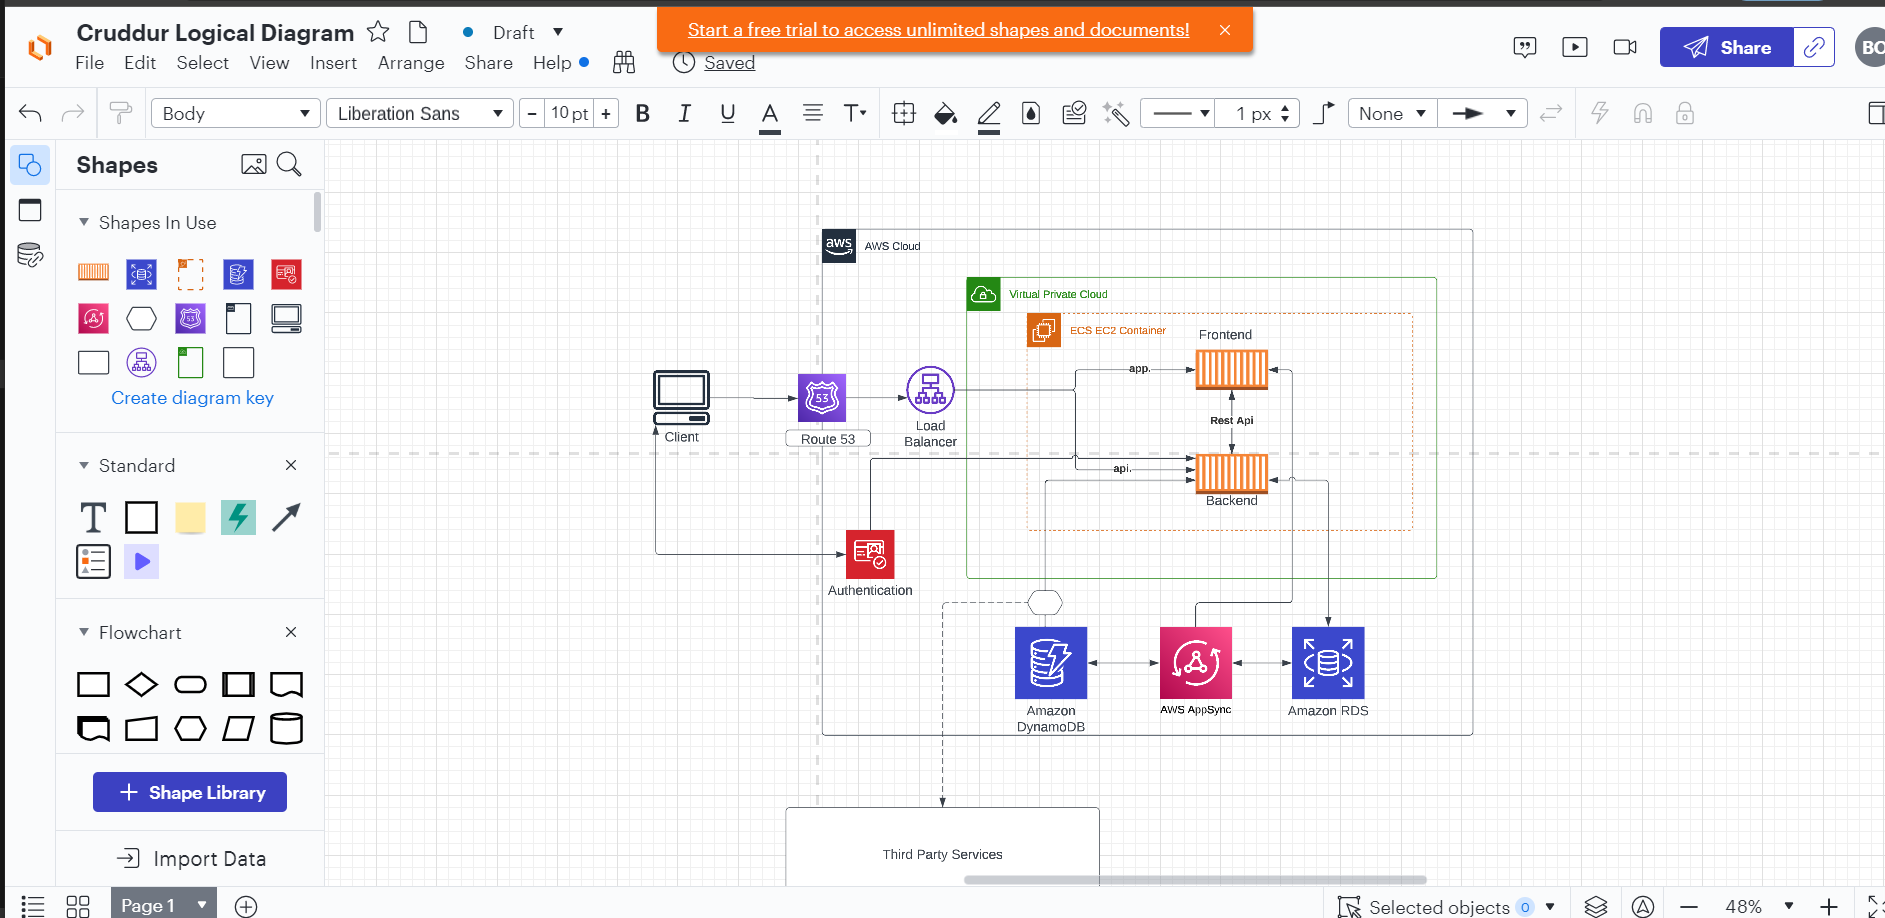 Start a free trial to access unlimited shapes and documents!
Cruddur Logical Diagram
Draft
File Edit Select View Insert Arrange Share Help
Saved
Share
BO
Body
Liberation Sans
10 pt
B I U A T
1 px
None
Shapes
Shapes In Use
53
Create diagram key
Standard
T
Flowchart
Shape Library
Import Data
aws
AWS Cloud
Virtual Private Cloud
ECS EC2 Container
Frontend
app.
53
Rest Api
Client
Route 53
Load
Balancer
api.
Backend
Authentication
Amazon
DynamoDB
AWS AppSync
Amazon RDS
Third Party Services
Page 1
Selected objects 0
48%